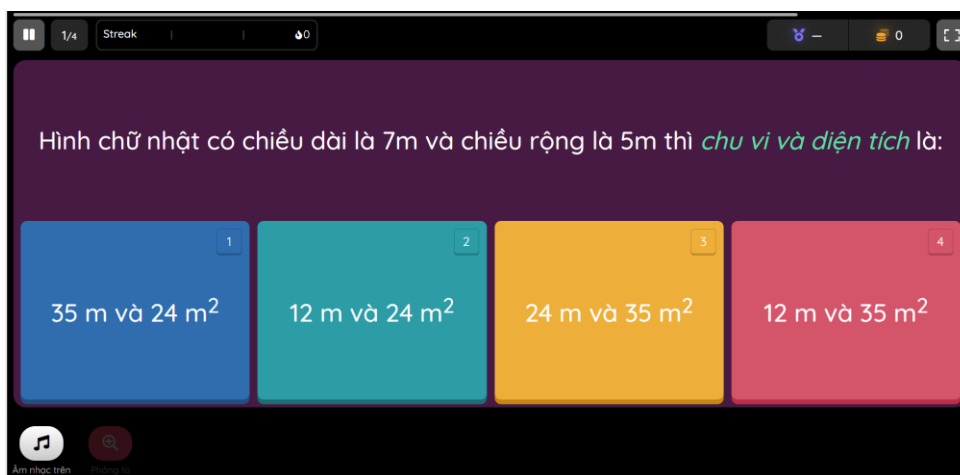 1/4 Streak 0 — 0
Hình chữ nhật có chiều dài là 7m và chiều rộng là 5m thì chu vi và diện tích là:
1 2 3 4
35 m và 24 m² 12 m và 24 m² 24 m và 35 m² 12 m và 35 m²
Âm nhạc trên Phóng to